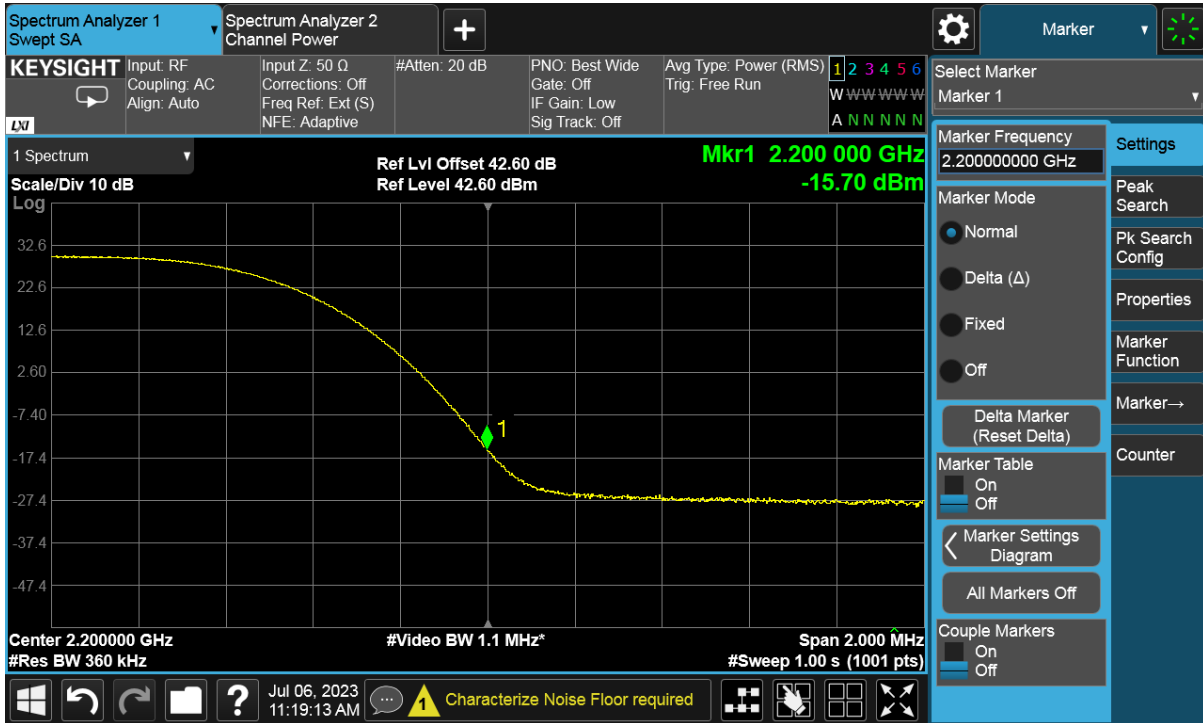 Spectrum Analyzer 1
Swept SA
Spectrum Analyzer 2
Channel Power
Marker
KEYSIGHT
LXI
Input: RF
Coupling: AC
Align: Auto
Input Z: 50 Ω
Corrections: Off
Freq Ref: Ext (S)
NFE: Adaptive
#Atten: 20 dB
PNO: Best Wide
Gate: Off
IF Gain: Low
Sig Track: Off
Avg Type: Power (RMS)
Trig: Free Run
1 2 3 4 5 6
W W W W W W
A N N N N N
Select Marker
Marker 1
1 Spectrum
Scale/Div 10 dB
Log
Ref Lvl Offset 42.60 dB
Ref Level 42.60 dBm
Mkr1 2.200 000 GHz
-15.70 dBm
32.6
22.6
12.6
2.60
-7.40
-17.4
-27.4
-37.4
-47.4
1
Center 2.200000 GHz
#Res BW 360 kHz
#Video BW 1.1 MHz*
Span 2.000 MHz
#Sweep 1.00 s (1001 pts)
Marker Frequency
2.200000000 GHz
Marker Mode
Normal
Delta (Δ)
Fixed
Off
Delta Marker
(Reset Delta)
Marker Table
On
Off
Marker Settings
Diagram
All Markers Off
Couple Markers
On
Off
Settings
Peak
Search
Pk Search
Config
Properties
Marker
Function
Marker→
Counter
?
Jul 06, 2023
11:19:13 AM
1
Characterize Noise Floor required